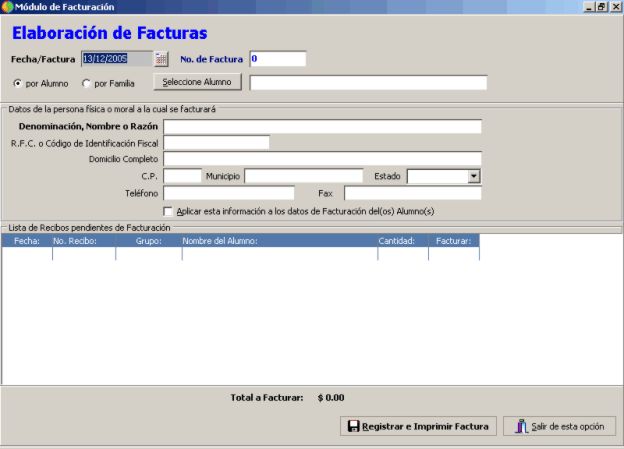 Módulo de Facturación
Elaboración de Facturas
Fecha/Factura 13/12/2005 No. de Factura 0
por Alumno por Familia Seleccione Alumno
Datos de la persona física o moral a la cual se facturará
Denominación, Nombre o Razón
R.F.C. o Código de Identificación Fiscal
Domicilio Completo
C.P. Municipio Estado
Teléfono Fax
Aplicar esta información a los datos de Facturación del(os) Alumno(s)
Lista de Recibos pendientes de Facturación
Fecha: No. Recibo: Grupo: Nombre del Alumno: Cantidad: Facturar:
Total a Facturar: $ 0.00
Registrar e Imprimir Factura Salir de esta opción